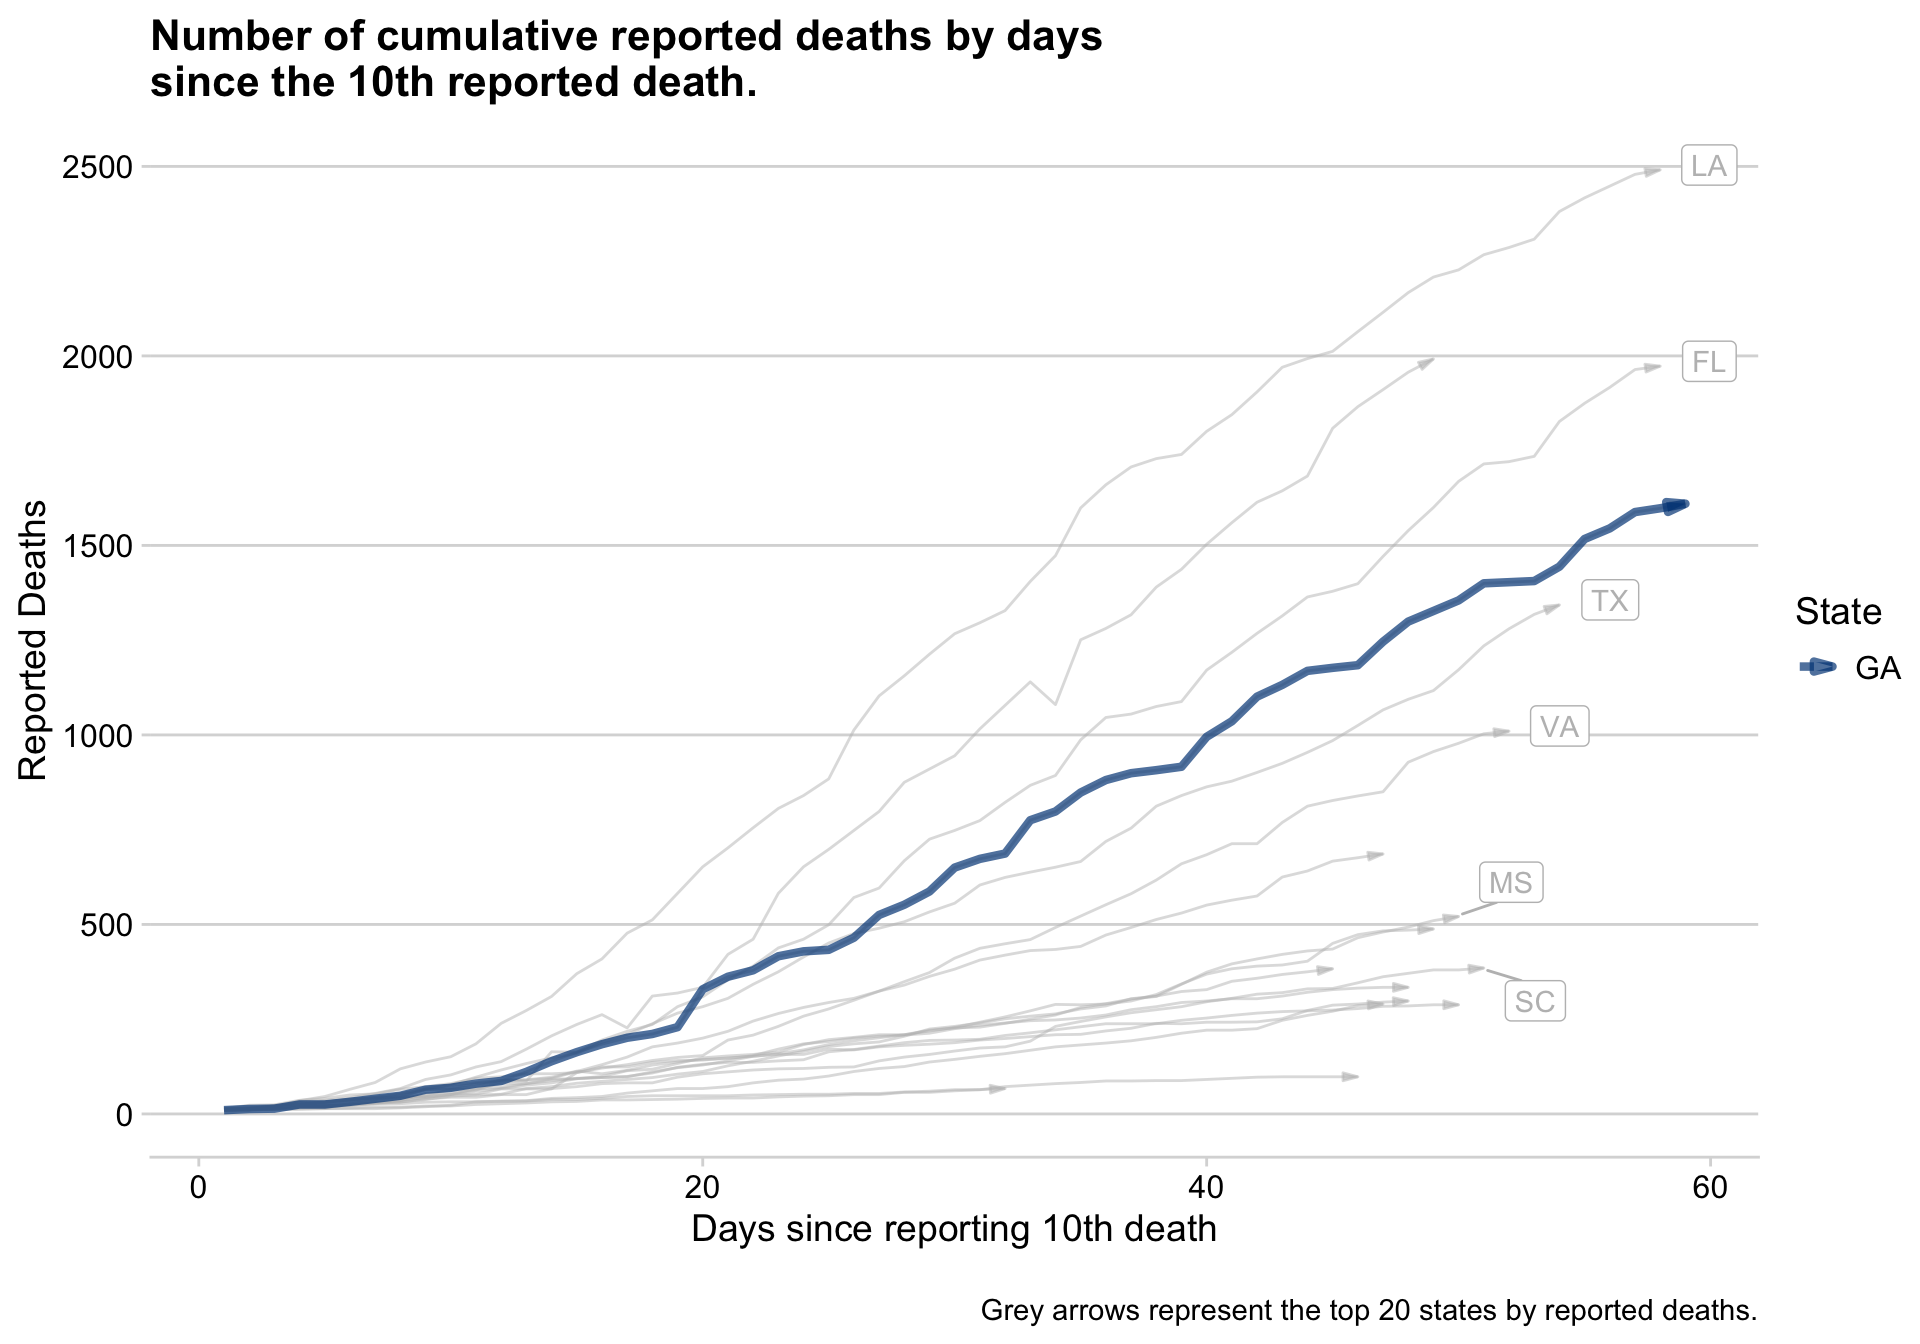 Number of cumulative reported deaths by days
since the 10th reported death.
2500
2000
1500
1000
500
0
Reported Deaths
LA
FL
TX
VA
MS
SC
State
GA
0
20
40
60
Days since reporting 10th death
Grey arrows represent the top 20 states by reported deaths.